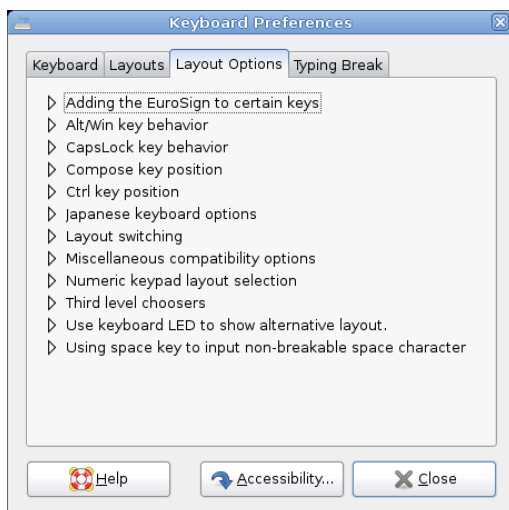 Keyboard Preferences
Keyboard Layouts Layout Options Typing Break
Adding the EuroSign to certain keys
Alt/Win key behavior
CapsLock key behavior
Compose key position
Ctrl key position
Japanese keyboard options
Layout switching
Miscellaneous compatibility options
Numeric keypad layout selection
Third level choosers
Use keyboard LED to show alternative layout.
Using space key to input non-breakable space character
Help Accessibility... Close